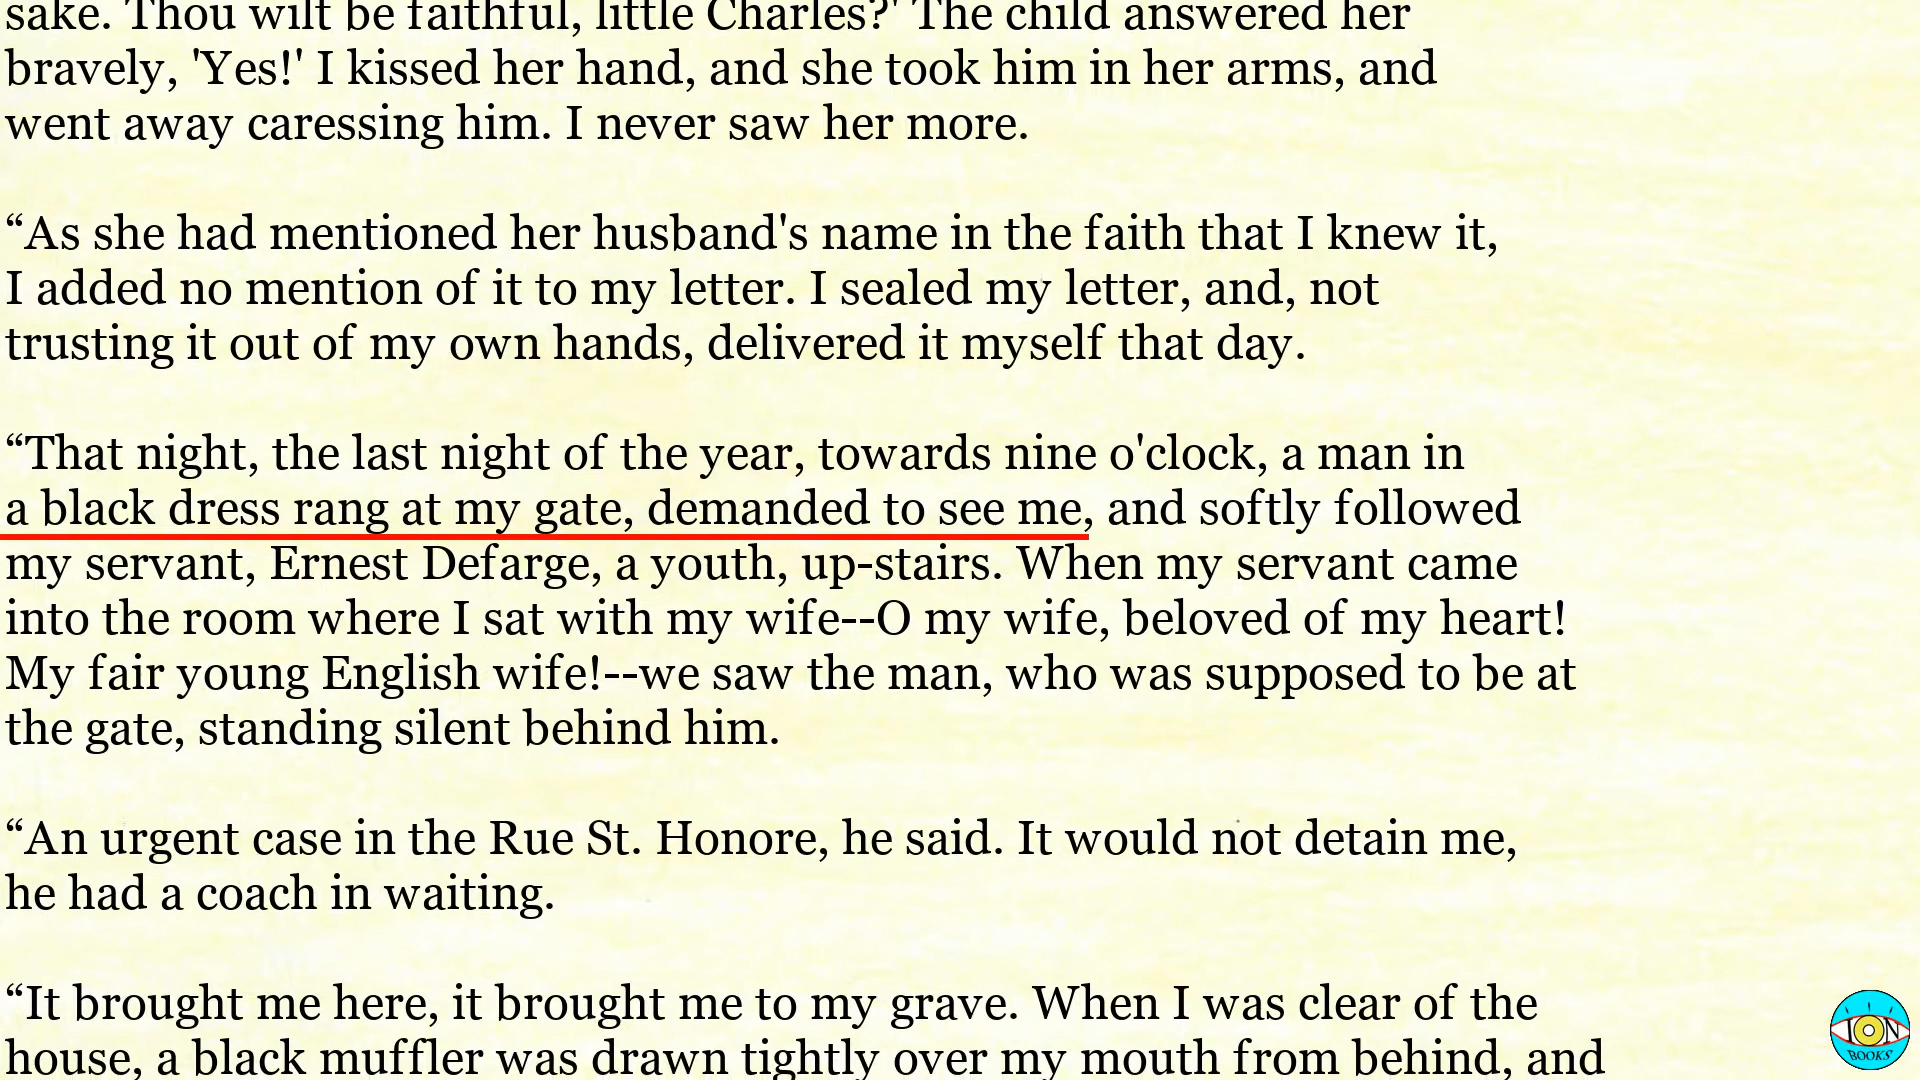 sake. Thou wilt be faithful, little Charles?' The child answered her
bravely, 'Yes!' I kissed her hand, and she took him in her arms, and
went away caressing him. I never saw her more.
“As she had mentioned her husband's name in the faith that I knew it,
I added no mention of it to my letter. I sealed my letter, and, not
trusting it out of my own hands, delivered it myself that day.
“That night, the last night of the year, towards nine o'clock, a man in
a black dress rang at my gate, demanded to see me, and softly followed
my servant, Ernest Defarge, a youth, up-stairs. When my servant came
into the room where I sat with my wife--O my wife, beloved of my heart!
My fair young English wife!--we saw the man, who was supposed to be at
the gate, standing silent behind him.
“An urgent case in the Rue St. Honore, he said. It would not detain me,
he had a coach in waiting.
“It brought me here, it brought me to my grave. When I was clear of the
house, a black muffler was drawn tightly over my mouth from behind, and
ION
BOOKS